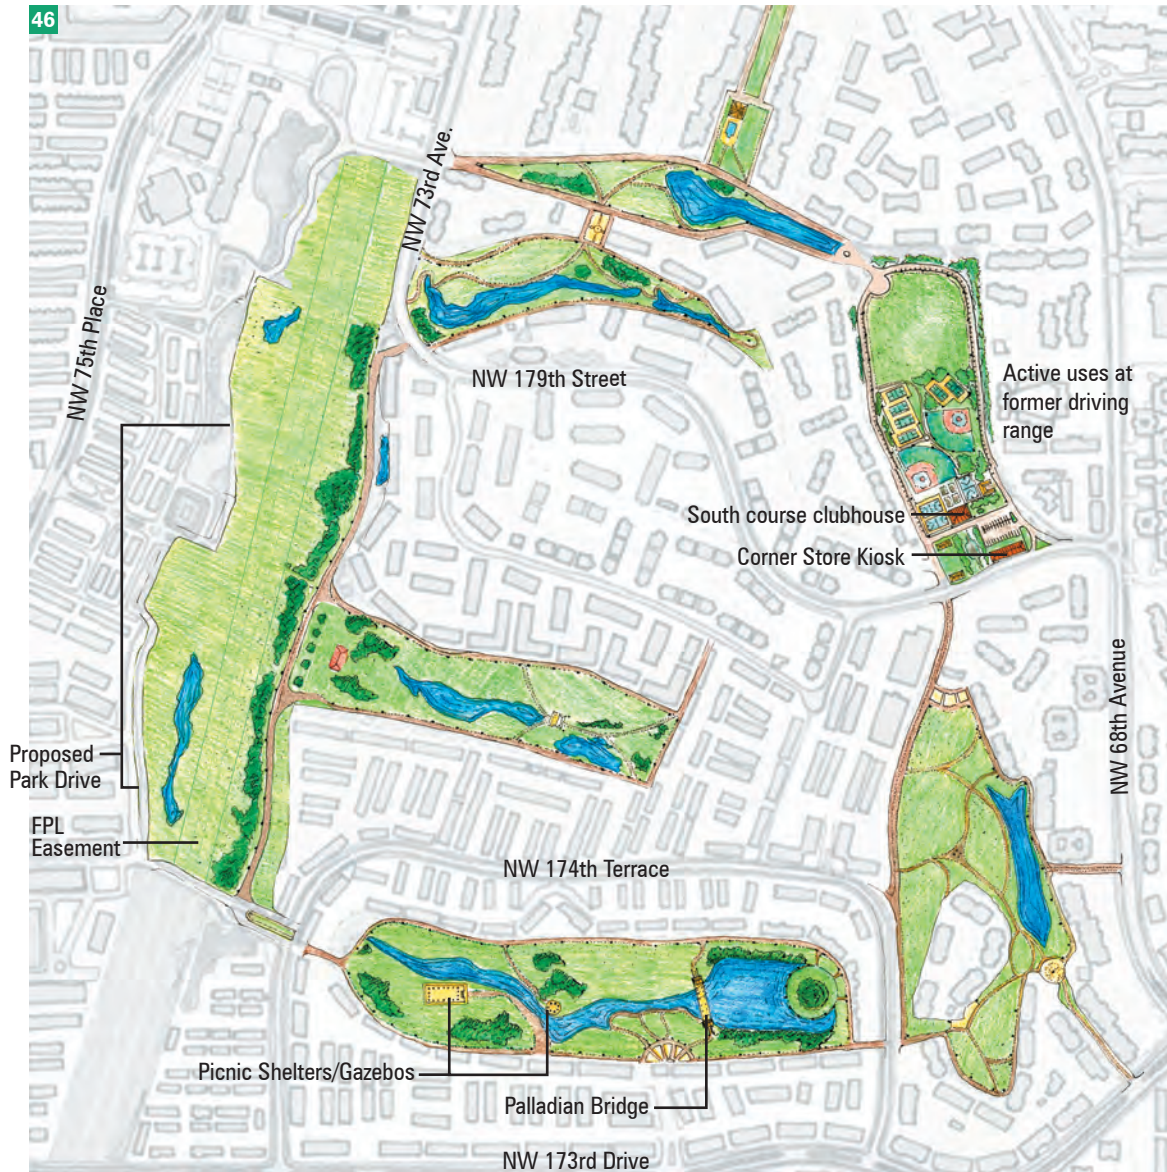 46
NW 73rd Ave.
NW 75th Place
NW 179th Street
Active uses at
former driving
range
South course clubhouse
Corner Store Kiosk
NW 68th Avenue
Proposed
Park Drive
FPL
Easement
NW 174th Terrace
Picnic Shelters/Gazebos
Palladian Bridge
NW 173rd Drive